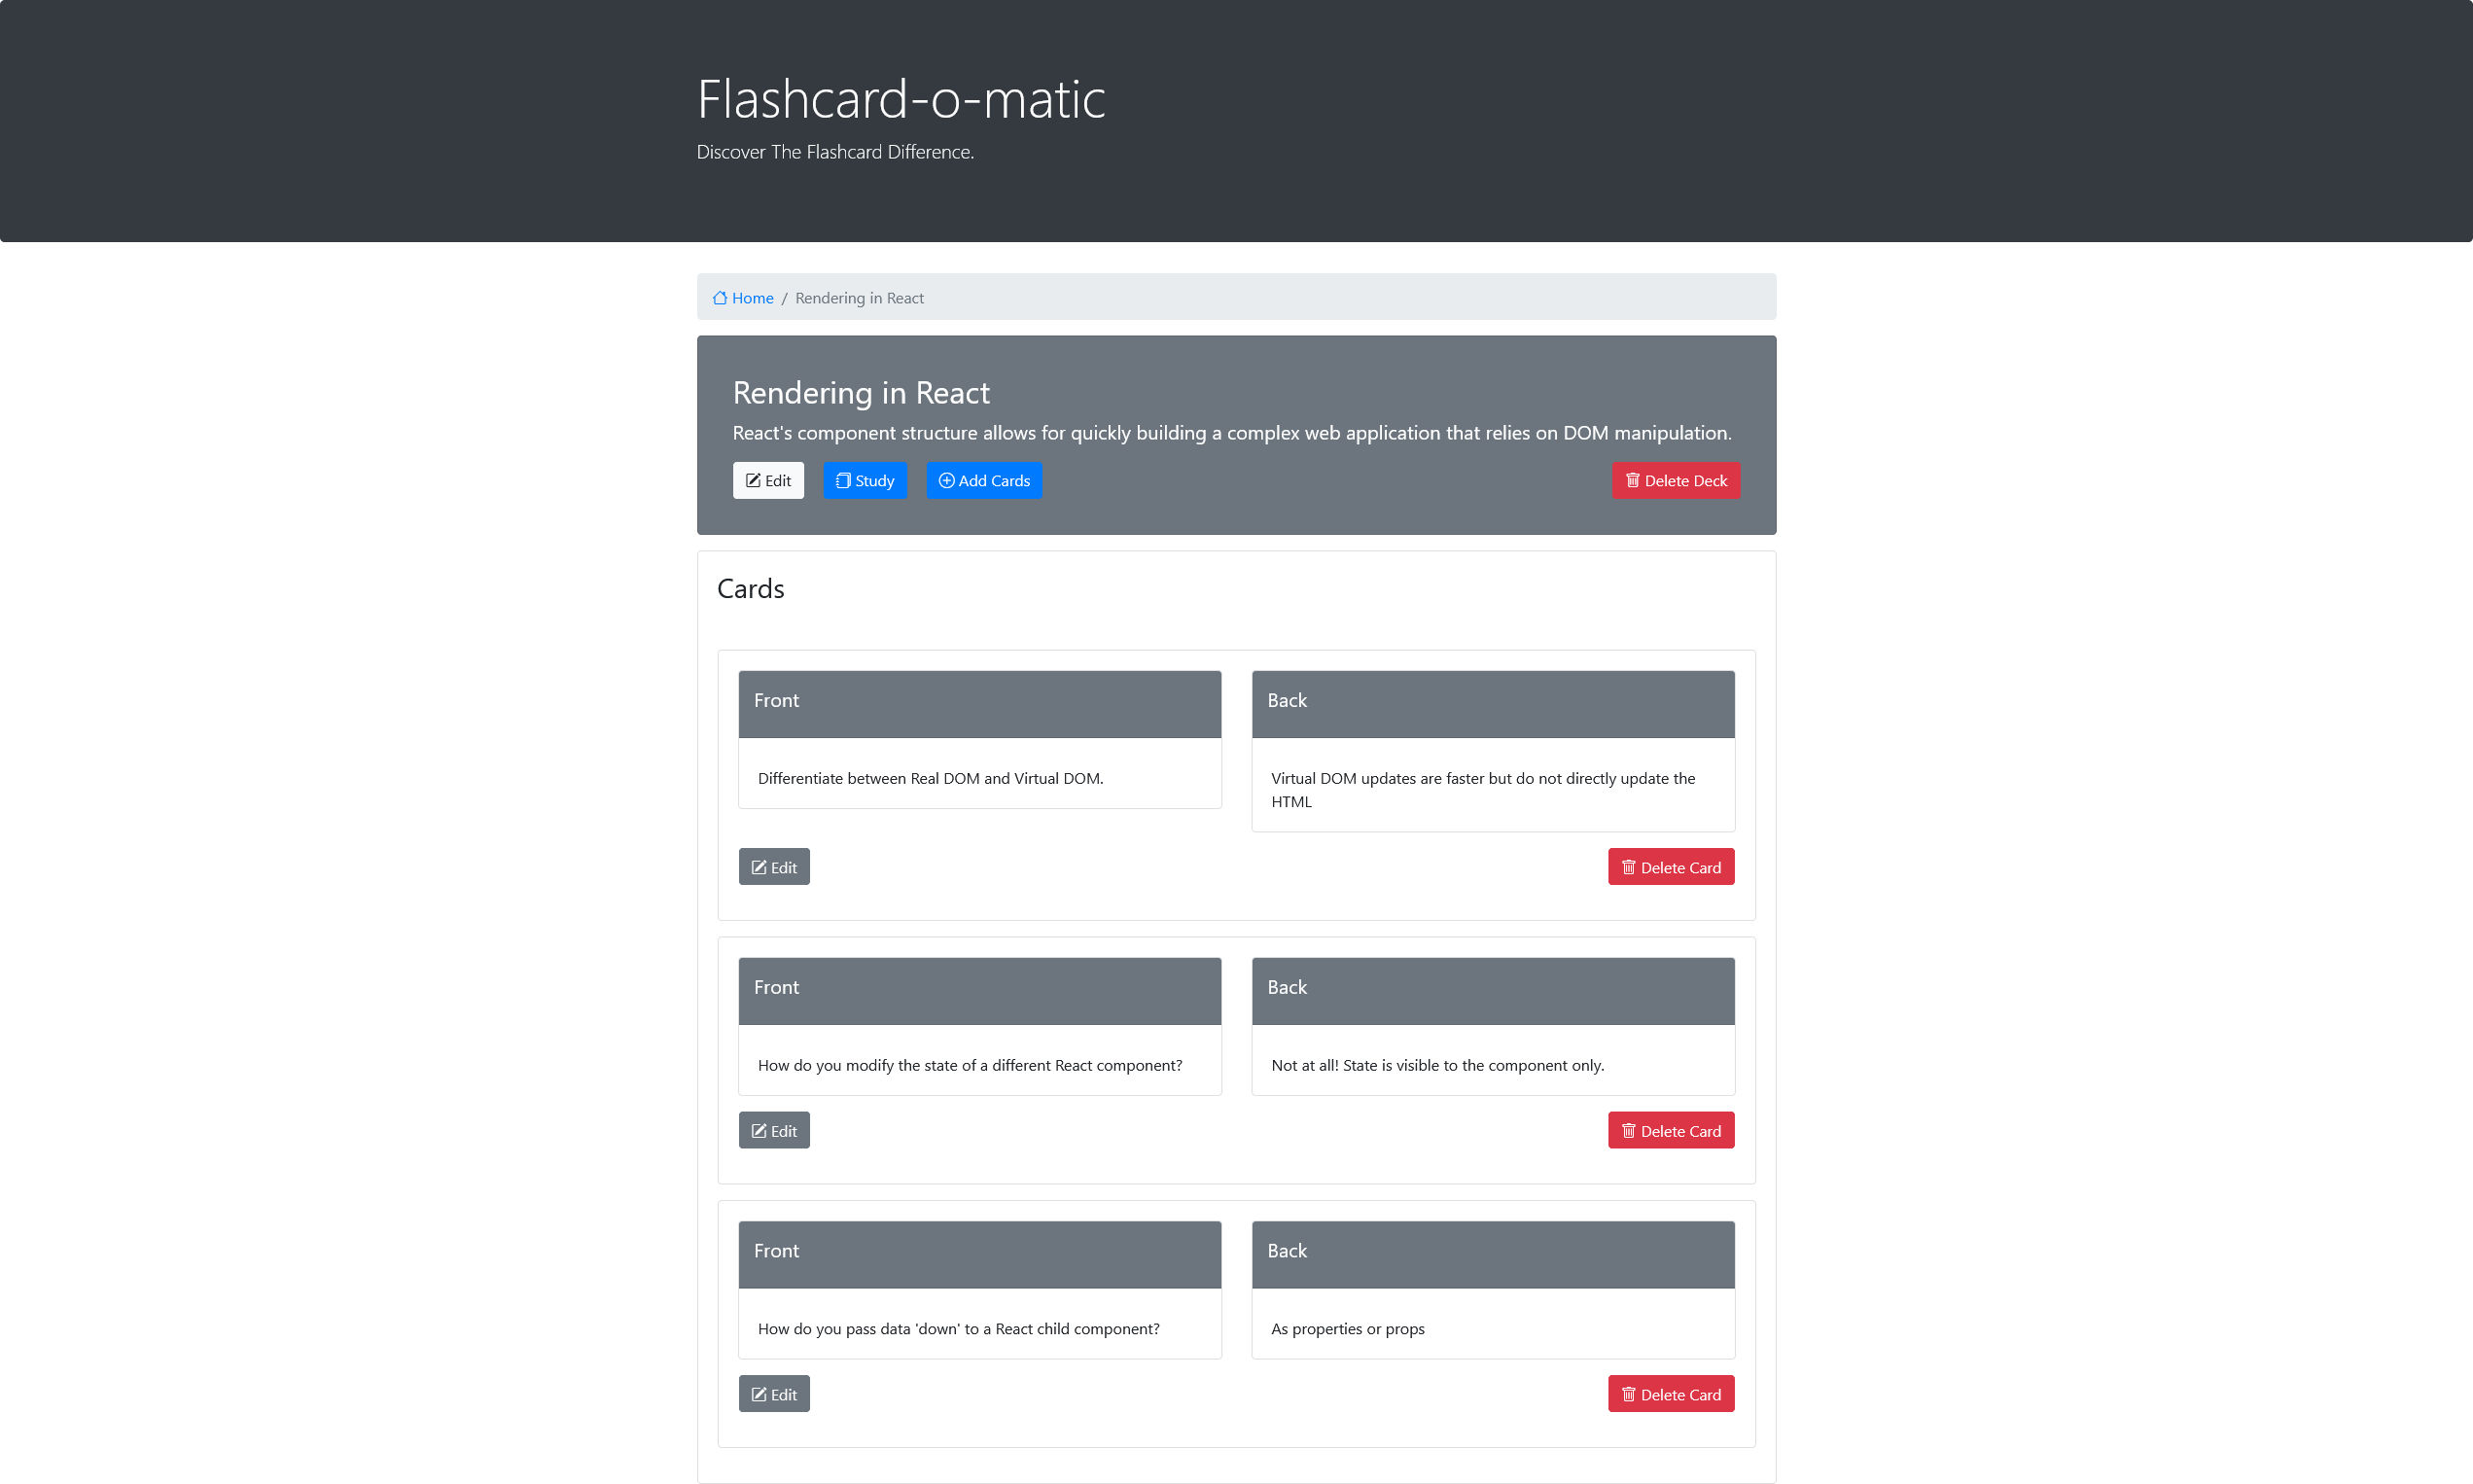 Flashcard-o-matic
Discover The Flashcard Difference.
Home / Rendering in React
Rendering in React
React's component structure allows for quickly building a complex web application that relies on DOM manipulation.
Edit Study Add Cards Delete Deck
Cards
Front Back
Differentiate between Real DOM and Virtual DOM.
Virtual DOM updates are faster but do not directly update the
HTML
Edit Delete Card
Front Back
How do you modify the state of a different React component?
Not at all! State is visible to the component only.
Edit Delete Card
Front Back
How do you pass data 'down' to a React child component?
As properties or props
Edit Delete Card